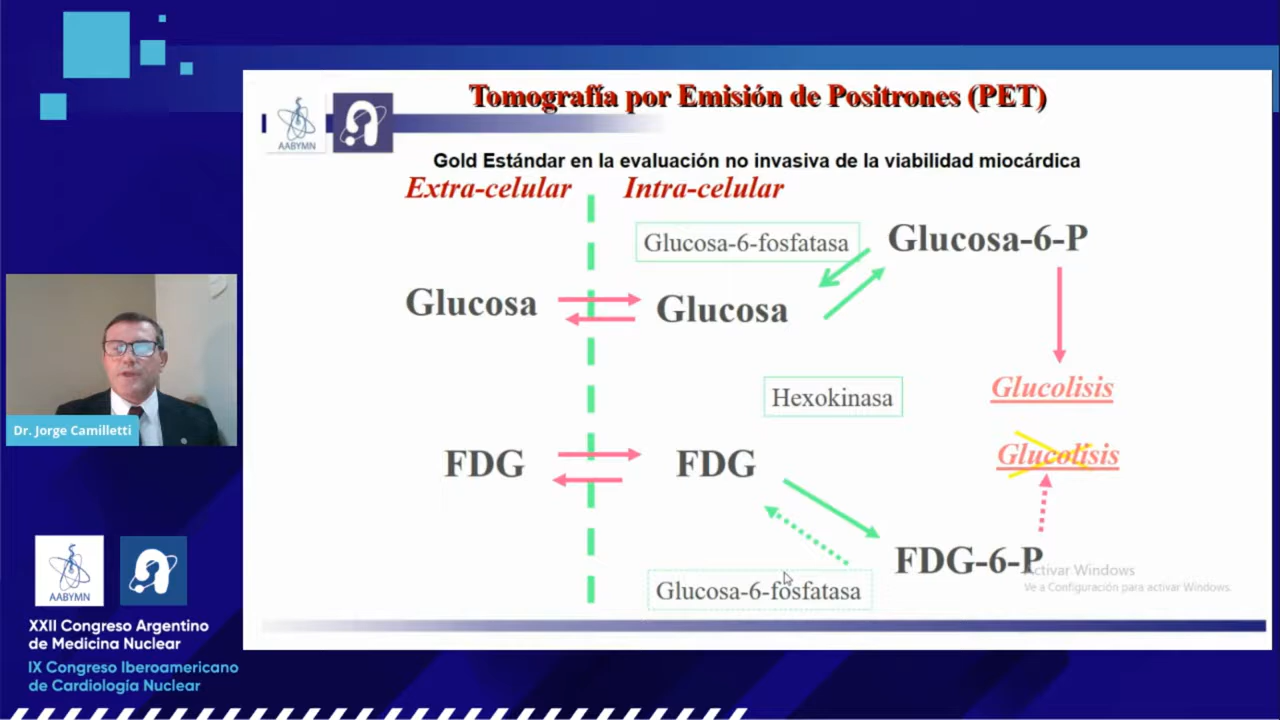 Tomografía por Emisión de Positrones (PET)
AABYMN
Gold Estándar en la evaluación no invasiva de la viabilidad miocárdica
Extra-celular
Intra-celular
Glucosa-6-fosfatasa
Glucosa-6-P
Glucosa
Glucosa
Glucolisis
Hexokinasa
Glucolisis
FDG
FDG
FDG-6-P
Glucosa-6-fosfatasa
Activar Windows
Ve a Configuración para activar Windows.
Dr. Jorge Camilletti
AABYMN
XXII Congreso Argentino
de Medicina Nuclear
IX Congreso Iberoamericano
de Cardiología Nuclear